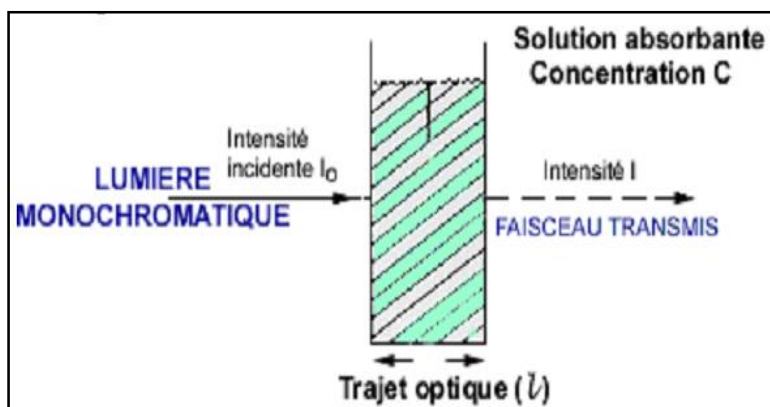 Solution absorbante
Concentration C
Intensité
incidente I₀
LUMIERE
MONOCHROMATIQUE
Intensité I
FAISCEAU TRANSMIS
Trajet optique (l)